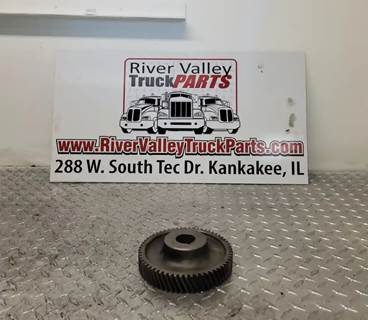 River Valley
TruckPARTS
www.RiverValleyTruckParts.com
288 W. South Tec Dr. Kankakee, IL